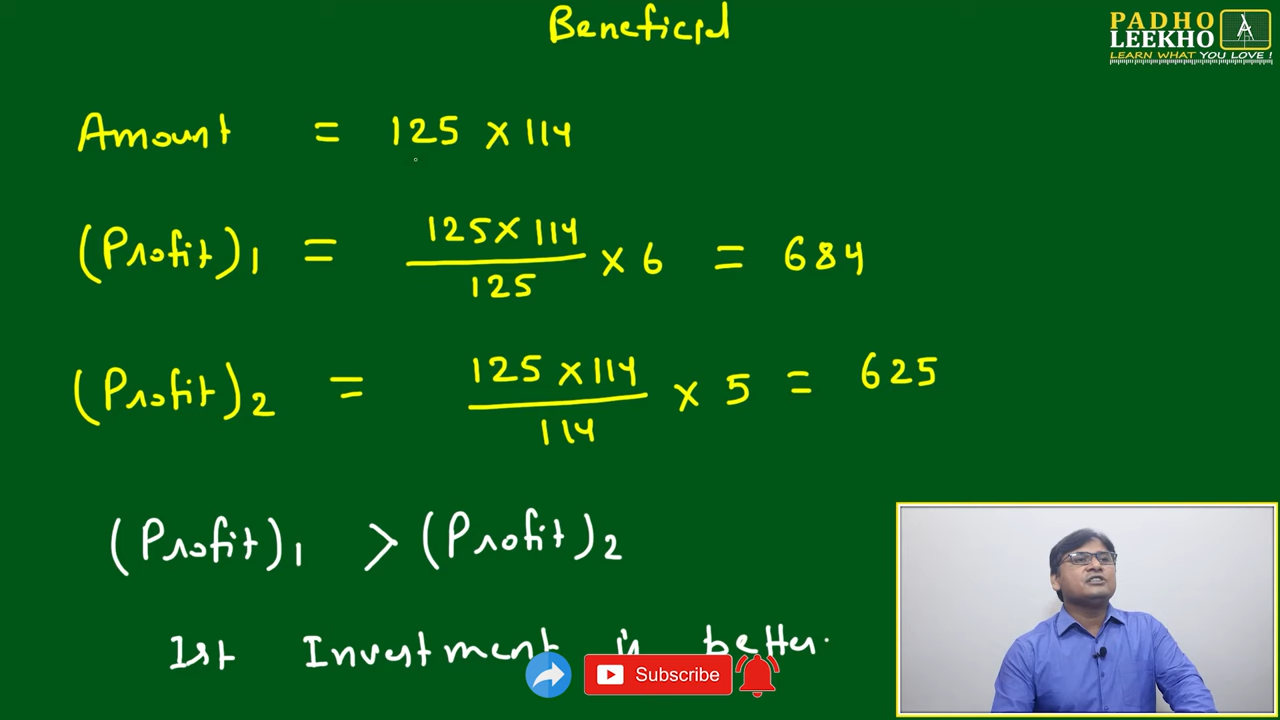 Beneficial
PADHO
LEEKHO
LEARN WHAT YOU LOVE !
Amount = 125 × 114
(Profit)₁ = 125 × 114 / 125 × 6 = 684
(Profit)₂ = 125 × 114 / 114 × 5 = 625
(Profit)₁ > (Profit)₂
Ist Investment is better.
Subscribe